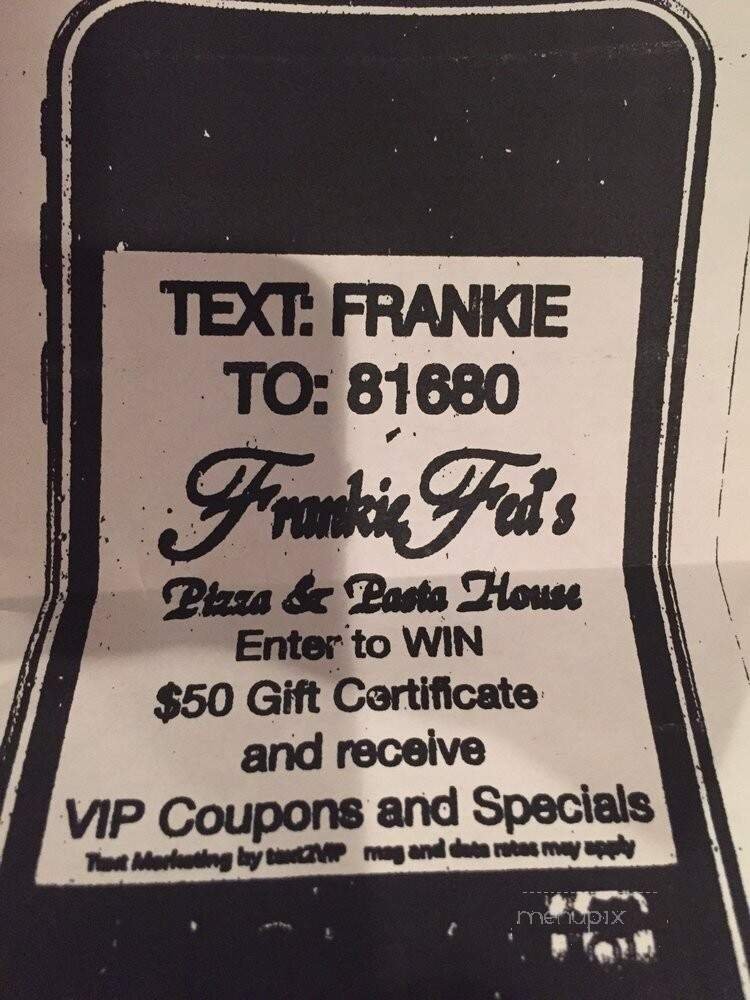 TEXT: FRANKIE
TO: 81680
Frankie Fed's
Pizza & Pasta House
Enter to WIN
$50 Gift Certificate
and receive
VIP Coupons and Specials
Text Marketing by text2VIP msg and data rates may apply
menupix